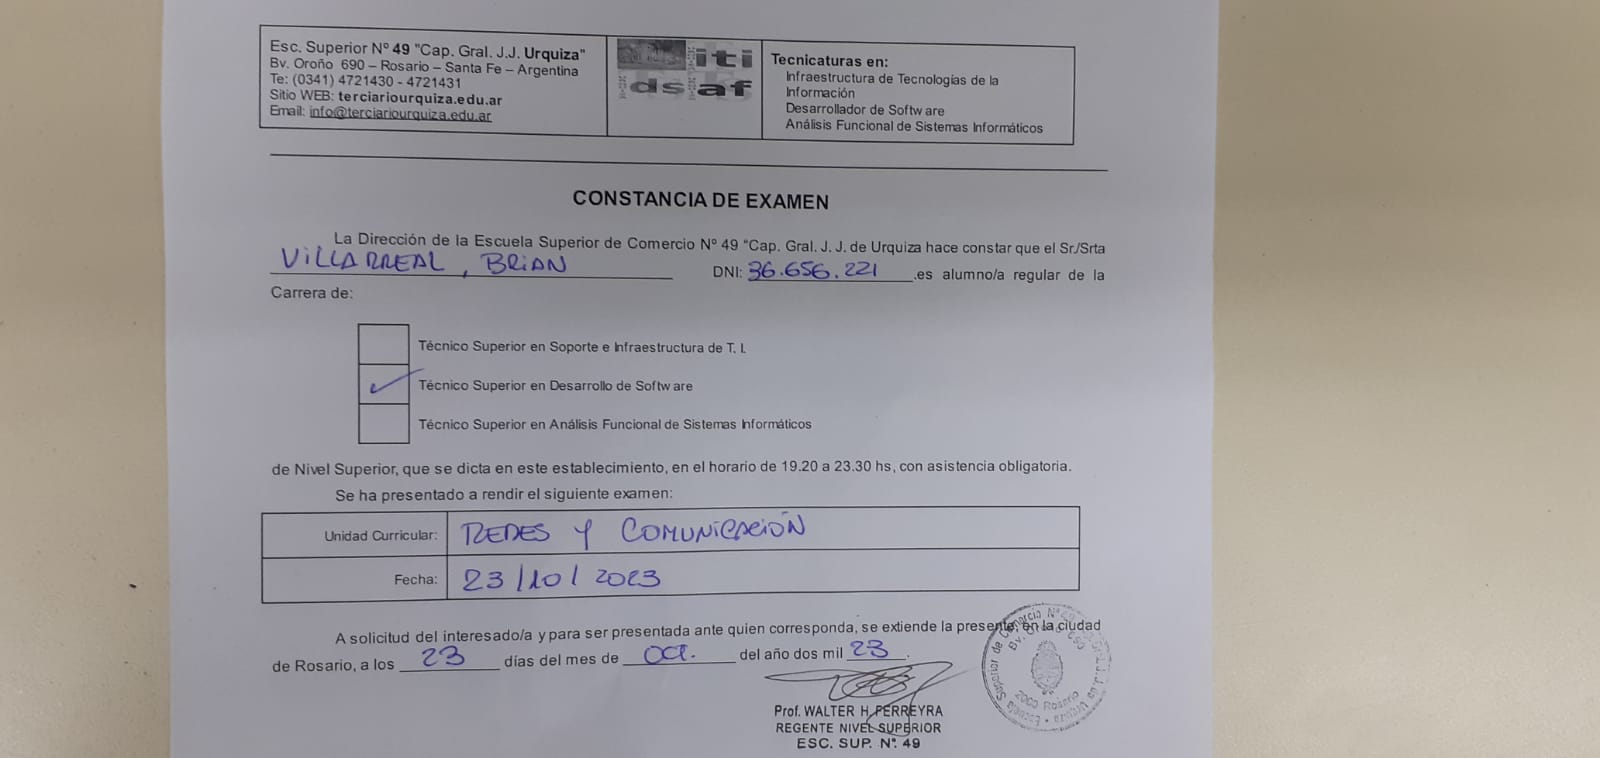 Esc. Superior Nº 49 "Cap. Gral. J.J. Urquiza"
Bv. Oroño 690 – Rosario – Santa Fe – Argentina
Te: (0341) 4721430 - 4721431
Sitio WEB: terciariourquiza.edu.ar
Email: info@terciariourquiza.edu.ar
iti
ds af
Tecnicaturas en:
Infraestructura de Tecnologías de la
Información
Desarrollador de Software
Análisis Funcional de Sistemas Informáticos
CONSTANCIA DE EXAMEN
La Dirección de la Escuela Superior de Comercio Nº 49 "Cap. Gral. J. J. de Urquiza hace constar que el Sr./Srta
VILLARREAL, BRIAN DNI: 36.656.221 .es alumno/a regular de la
Carrera de:
Técnico Superior en Soporte e Infraestructura de T. I.
Técnico Superior en Desarrollo de Software
Técnico Superior en Análisis Funcional de Sistemas Informáticos
de Nivel Superior, que se dicta en este establecimiento, en el horario de 19.20 a 23.30 hs, con asistencia obligatoria.
Se ha presentado a rendir el siguiente examen:
Unidad Curricular: REDES Y COMUNICACIÓN
Fecha: 23/10/2023
A solicitud del interesado/a y para ser presentada ante quien corresponda, se extiende la presente, en la ciudad
de Rosario, a los 23 días del mes de OCT. del año dos mil 23.
Prof. WALTER H. FERREYRA
REGENTE NIVEL SUPERIOR
ESC. SUP. Nº. 49
Escuela Superior de Comercio Nº 49
2000 Rosario